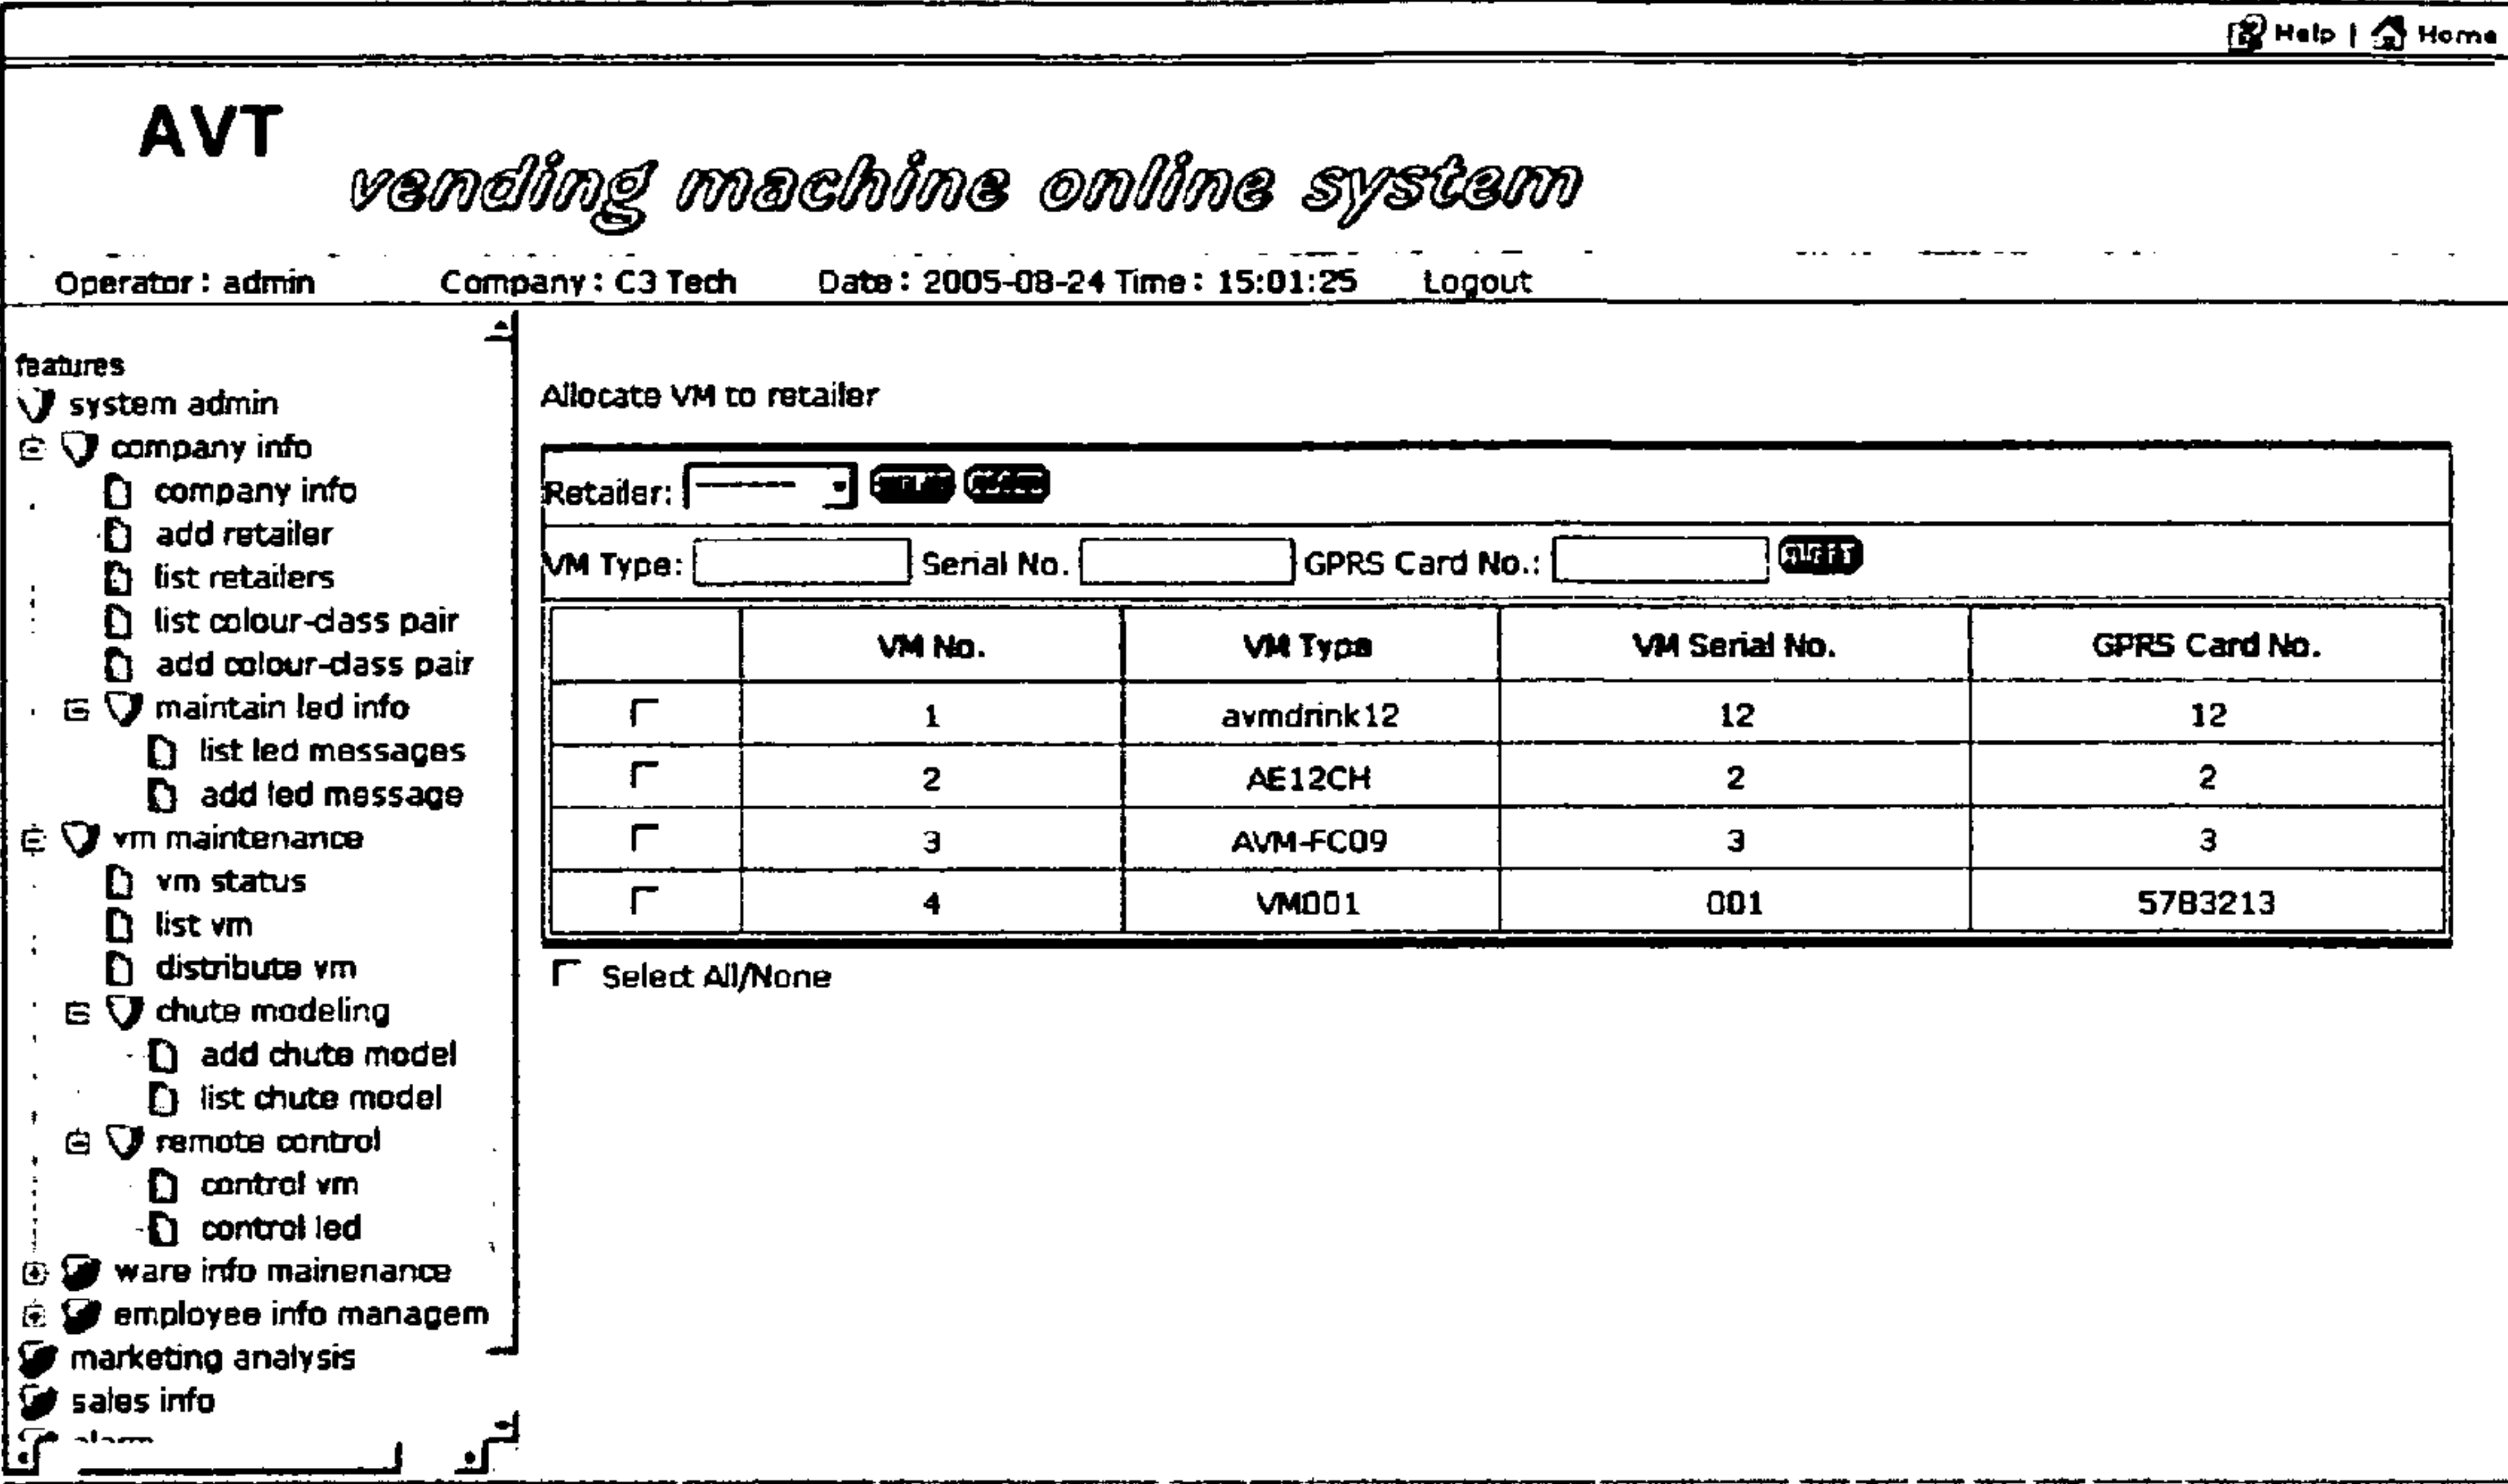 Help | Home
AVT
vending machine online system
Operator : admin Company : C3 Tech Date : 2005-08-24 Time : 15:01:25 Logout
features
system admin
company info
company info
add retailer
list retailers
list colour-class pair
add colour-class pair
maintain led info
list led messages
add led message
vm maintenance
vm status
list vm
distribute vm
chute modeling
add chute model
list chute model
remote control
control vm
control led
ware info mainenance
employee info managem
marketing analysis
sales info
alarm
Allocate VM to retailer
Retailer:
VM Type: Serial No. GPRS Card No.:
VM No. VM Type VM Serial No. GPRS Card No.
1 avmdrink12 12 12
2 AE12CH 2 2
3 AVM-FC09 3 3
4 VM001 001 5783213
Select All/None